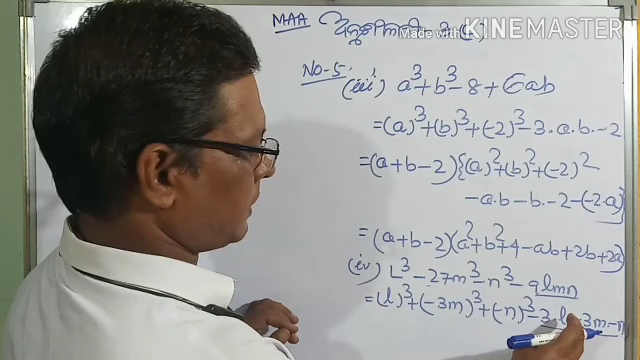 MAA
Made with KINEMASTER
No-5.
(iii) a³+b³-8+6ab
=(a)³+(b)³+(-2)³-3.a.b.-2
=(a+b-2){(a)²+(b)²+(-2)²
-a.b-b.-2-(-2.a)}
=(a+b-2)(a²+b²+4-ab+2b+2a)
(iv) L³-27m³-n³-9lmn
=(l)³+(-3m)³+(-n)³-3.l 3m-n